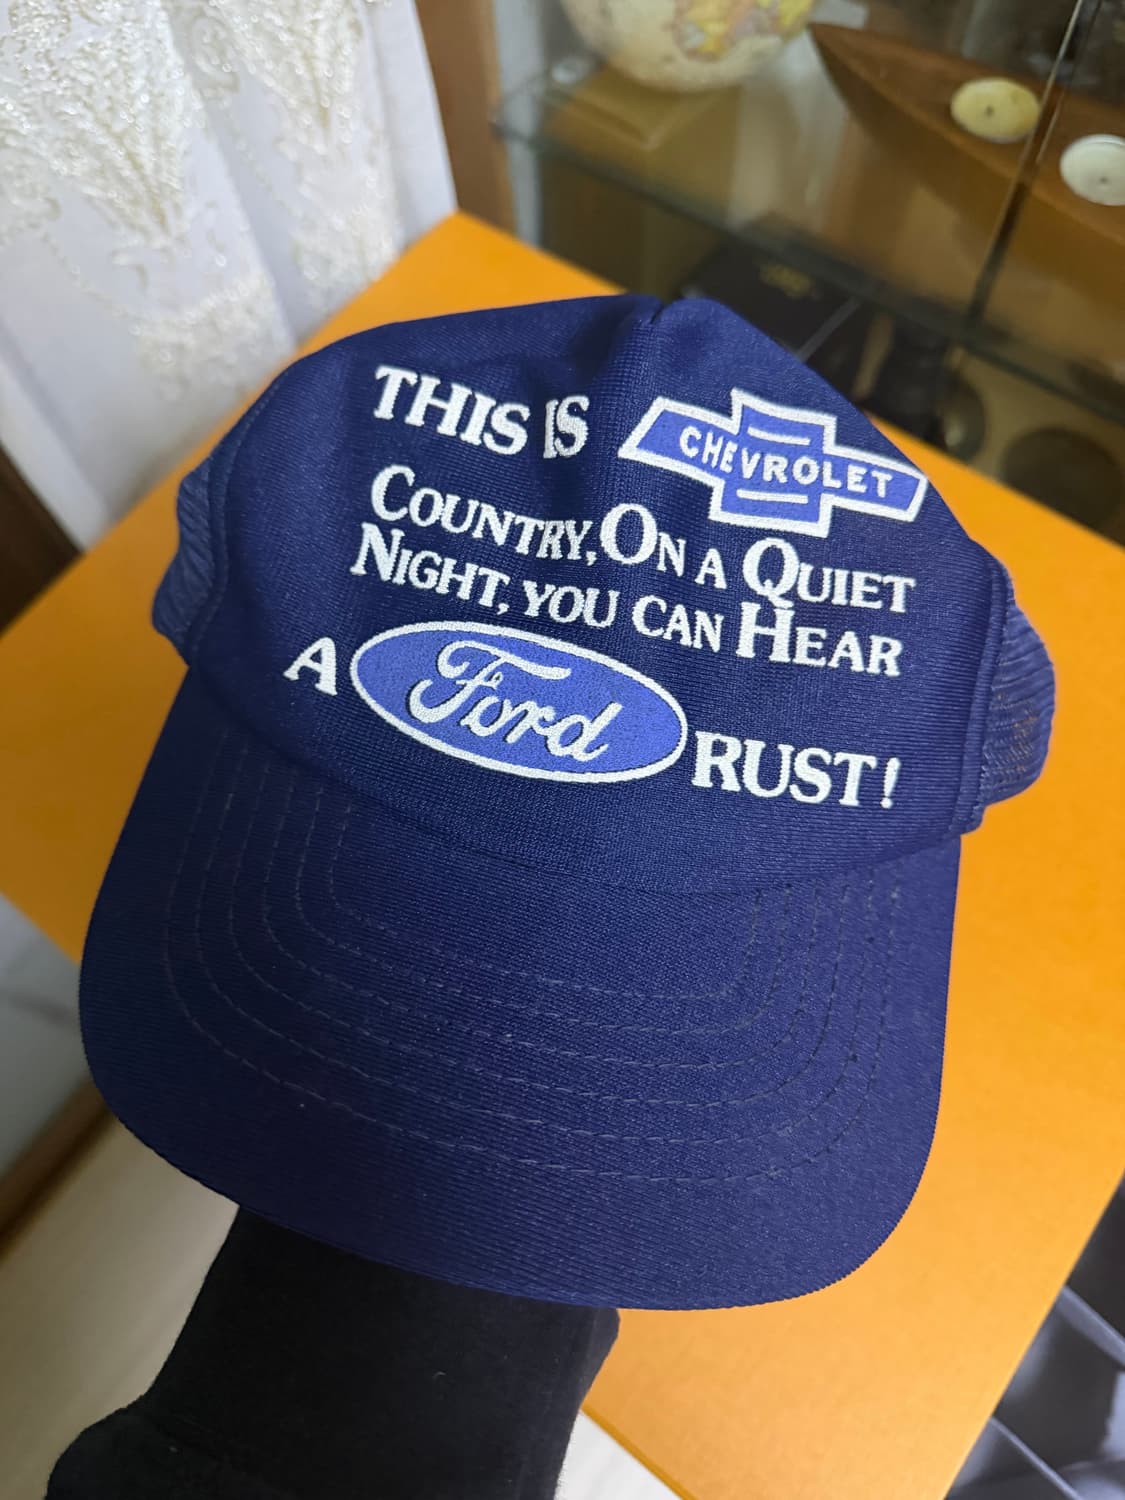 THIS IS CHEVROLET
COUNTRY, ON A QUIET
NIGHT, YOU CAN HEAR
A Ford RUST!